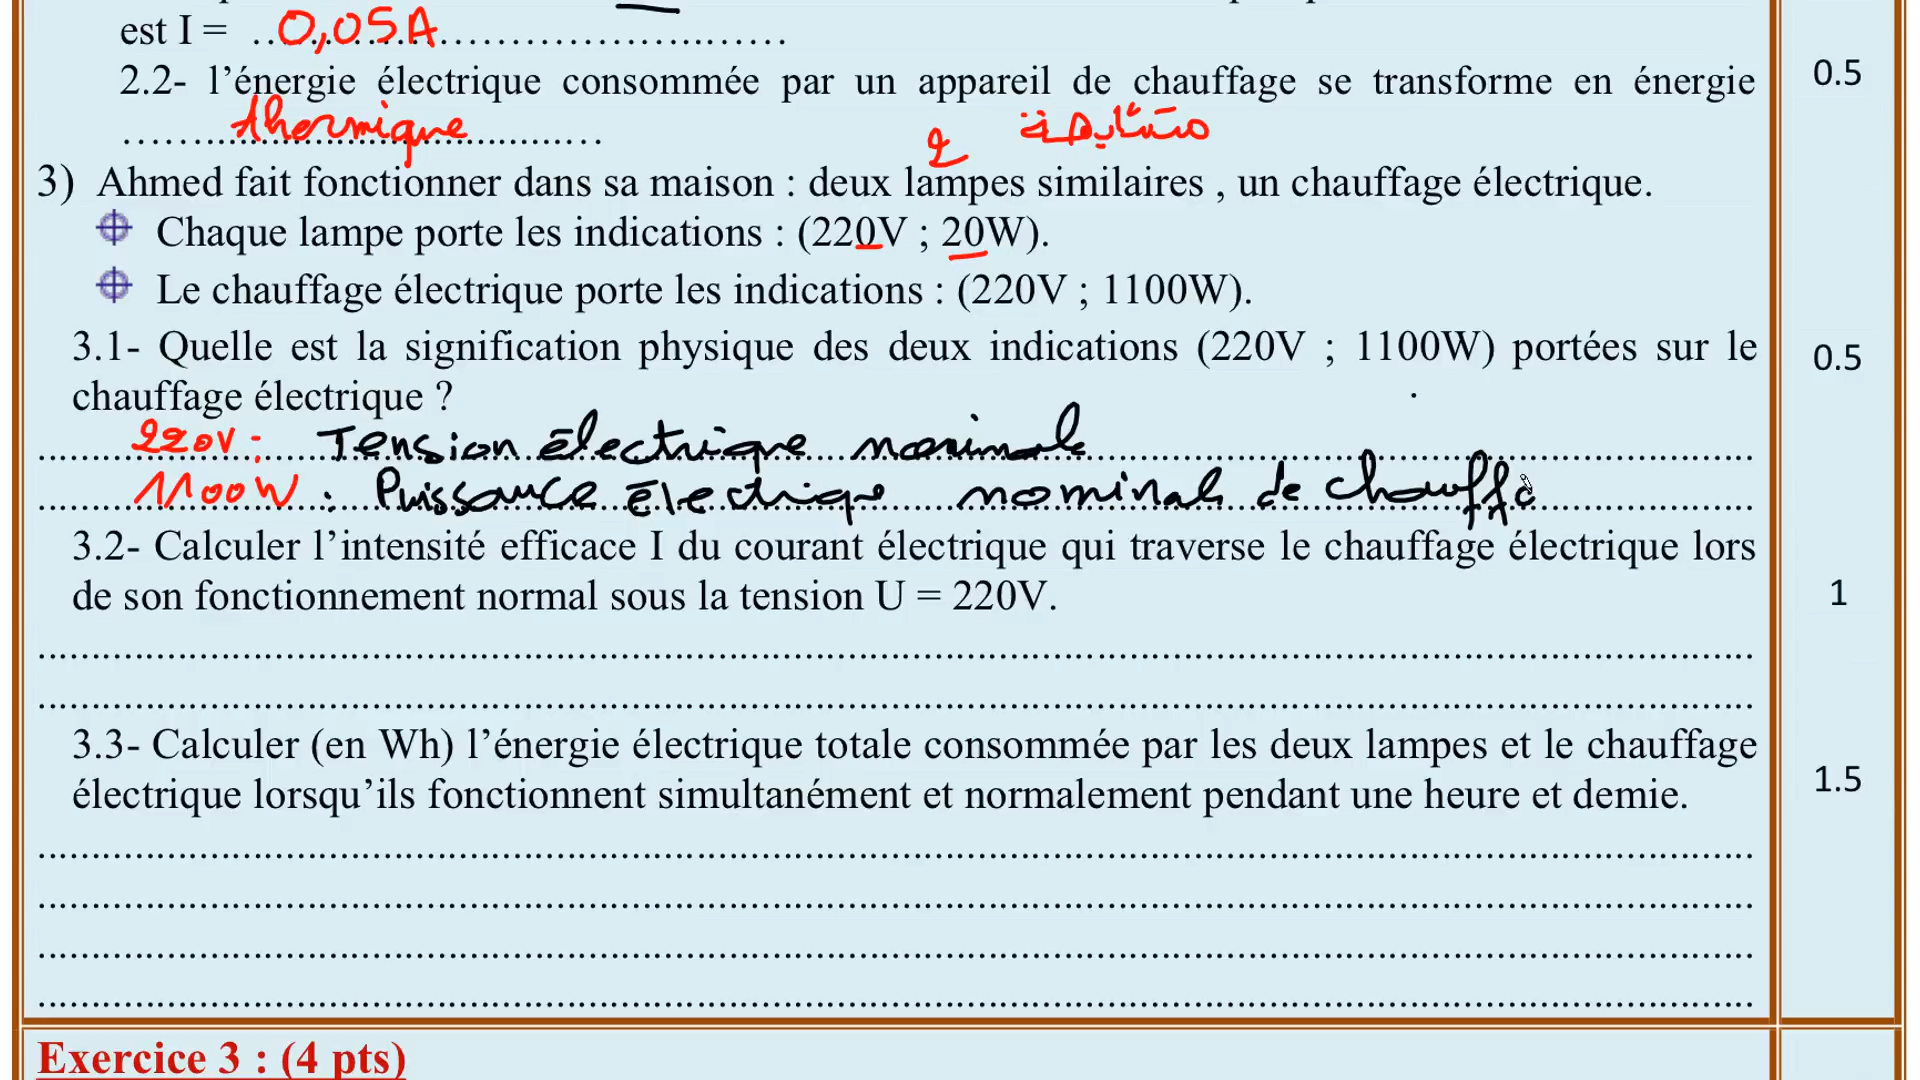 est I = 0,05A
0.5
2.2- l’énergie électrique consommée par un appareil de chauffage se transforme en énergie
thermique
2 متشابهة
3) Ahmed fait fonctionner dans sa maison : deux lampes similaires , un chauffage électrique.
Chaque lampe porte les indications : (220V ; 20W).
Le chauffage électrique porte les indications : (220V ; 1100W).
3.1- Quelle est la signification physique des deux indications (220V ; 1100W) portées sur le
0.5
chauffage électrique ?
220V : Tension électrique nominale
1100W : Puissance électrique nominale de chauffa
3.2- Calculer l’intensité efficace I du courant électrique qui traverse le chauffage électrique lors
de son fonctionnement normal sous la tension U = 220V.
1
3.3- Calculer (en Wh) l’énergie électrique totale consommée par les deux lampes et le chauffage
électrique lorsqu’ils fonctionnent simultanément et normalement pendant une heure et demie.
1.5
Exercice 3 : (4 pts)